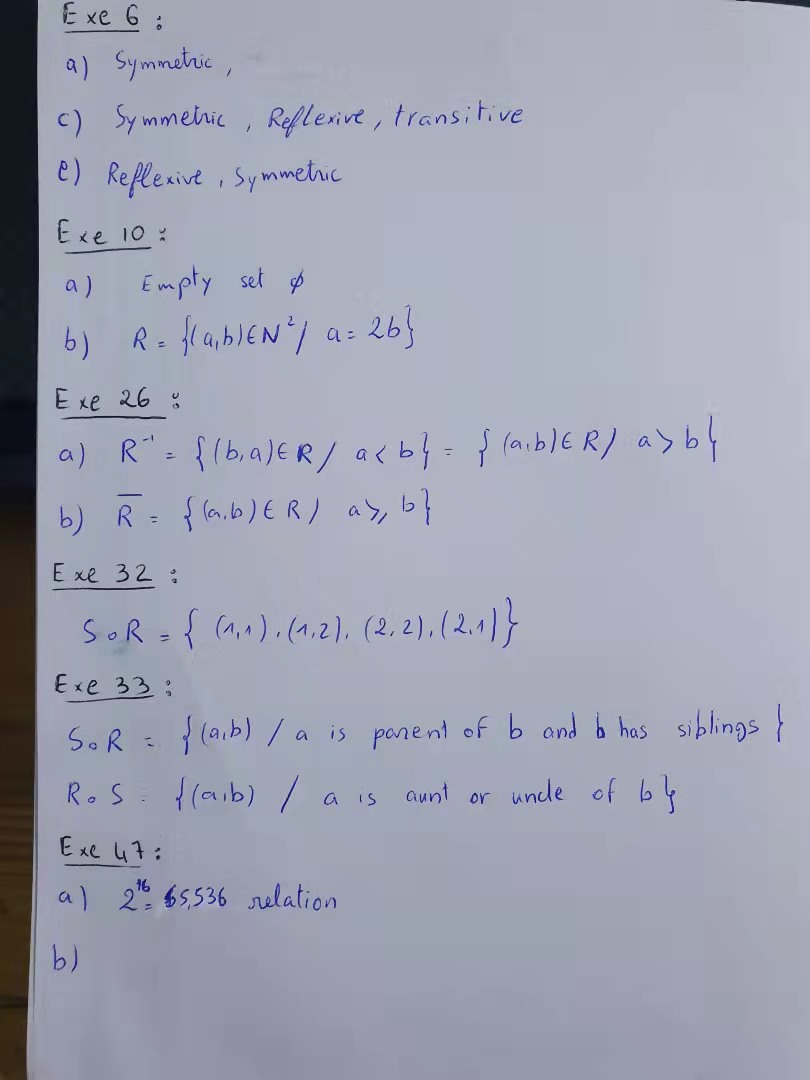 Exe 6 :
a) Symmetric,
c) Symmetric, Reflexive, transitive
e) Reflexive, Symmetric
Exe 10 :
a) Empty set ϕ
b) R = {(a,b)∈N² / a = 2b}
Exe 26 :
a) R⁻¹ = {(b,a)∈R / a < b} = {(a,b)∈R / a > b}
b) R̅ = {(a,b)∈R / a ⩾ b}
Exe 32 :
S∘R = { (1,1), (1,2), (2,2), (2,1)}
Exe 33 :
S∘R = {(a,b) / a is parent of b and b has siblings }
R∘S = {(a,b) / a is aunt or uncle of b}
Exe 47 :
a) 2¹⁶ = 65,536 relation
b)